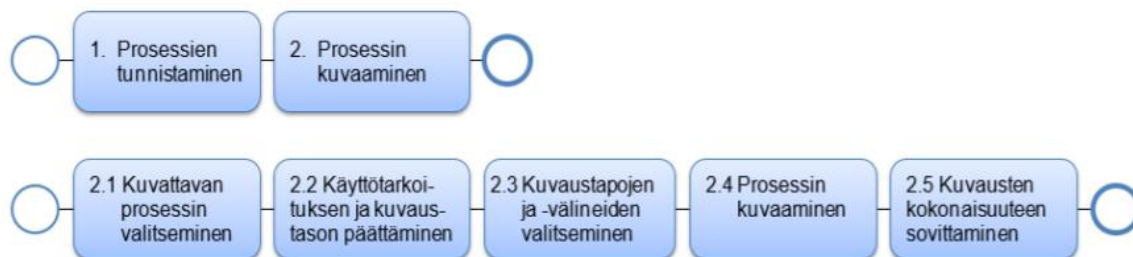 1. Prosessien
tunnistaminen
2. Prosessin
kuvaaminen
2.1 Kuvattavan
prosessin
valitseminen
2.2 Käyttötarkoi-
tuksen ja kuvaus-
tason päättäminen
2.3 Kuvaustapojen
ja -välineiden
valitseminen
2.4 Prosessin
kuvaaminen
2.5 Kuvausten
kokonaisuuteen
sovittaminen